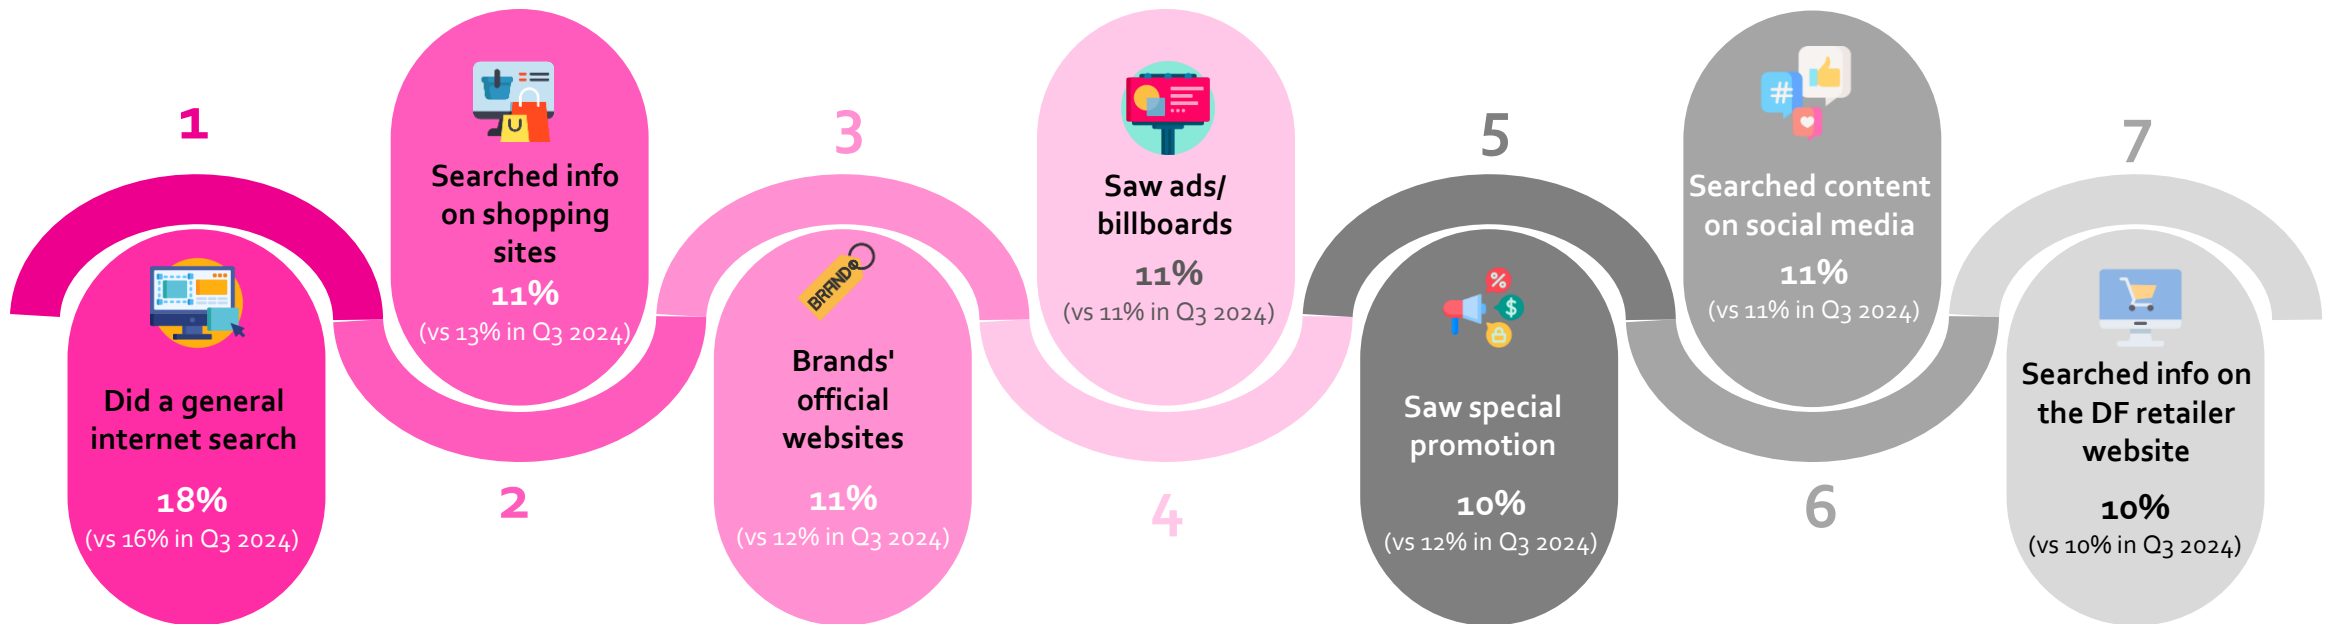 1
Did a general
internet search
18%
(vs 16% in Q3 2024)
Searched info
on shopping
sites
11%
(vs 13% in Q3 2024)
2
3
BRAND
Brands'
official
websites
11%
(vs 12% in Q3 2024)
Saw ads/
billboards
11%
(vs 11% in Q3 2024)
4
5
%
$
Saw special
promotion
10%
(vs 12% in Q3 2024)
#
Searched content
on social media
11%
(vs 11% in Q3 2024)
6
7
Searched info on
the DF retailer
website
10%
(vs 10% in Q3 2024)